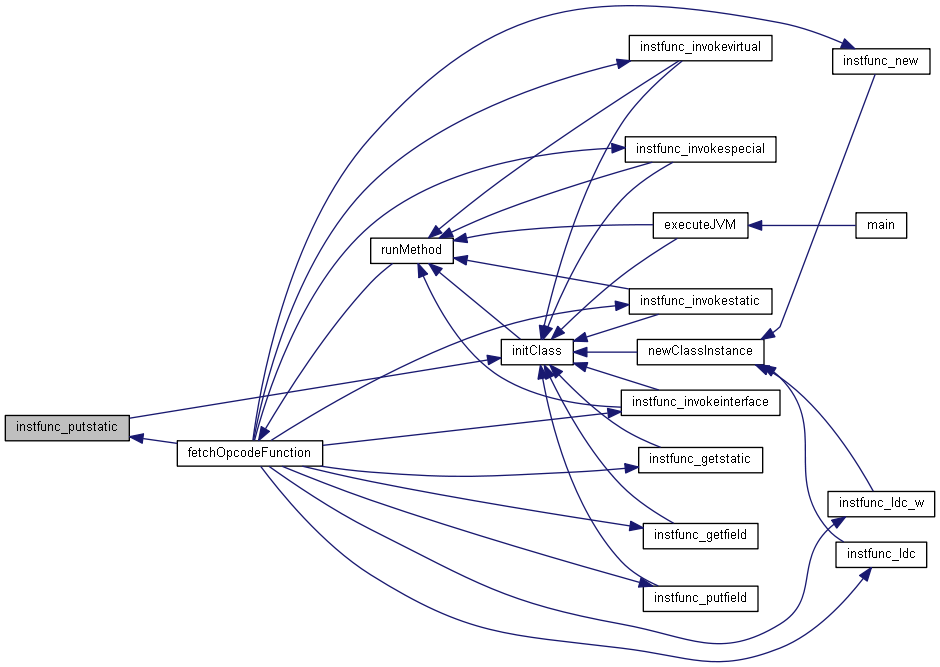 instfunc_invokevirtual
instfunc_new
instfunc_invokespecial
executeJVM
main
runMethod
instfunc_invokestatic
initClass
newClassInstance
instfunc_invokeinterface
instfunc_putstatic
fetchOpcodeFunction
instfunc_getstatic
instfunc_ldc_w
instfunc_getfield
instfunc_ldc
instfunc_putfield